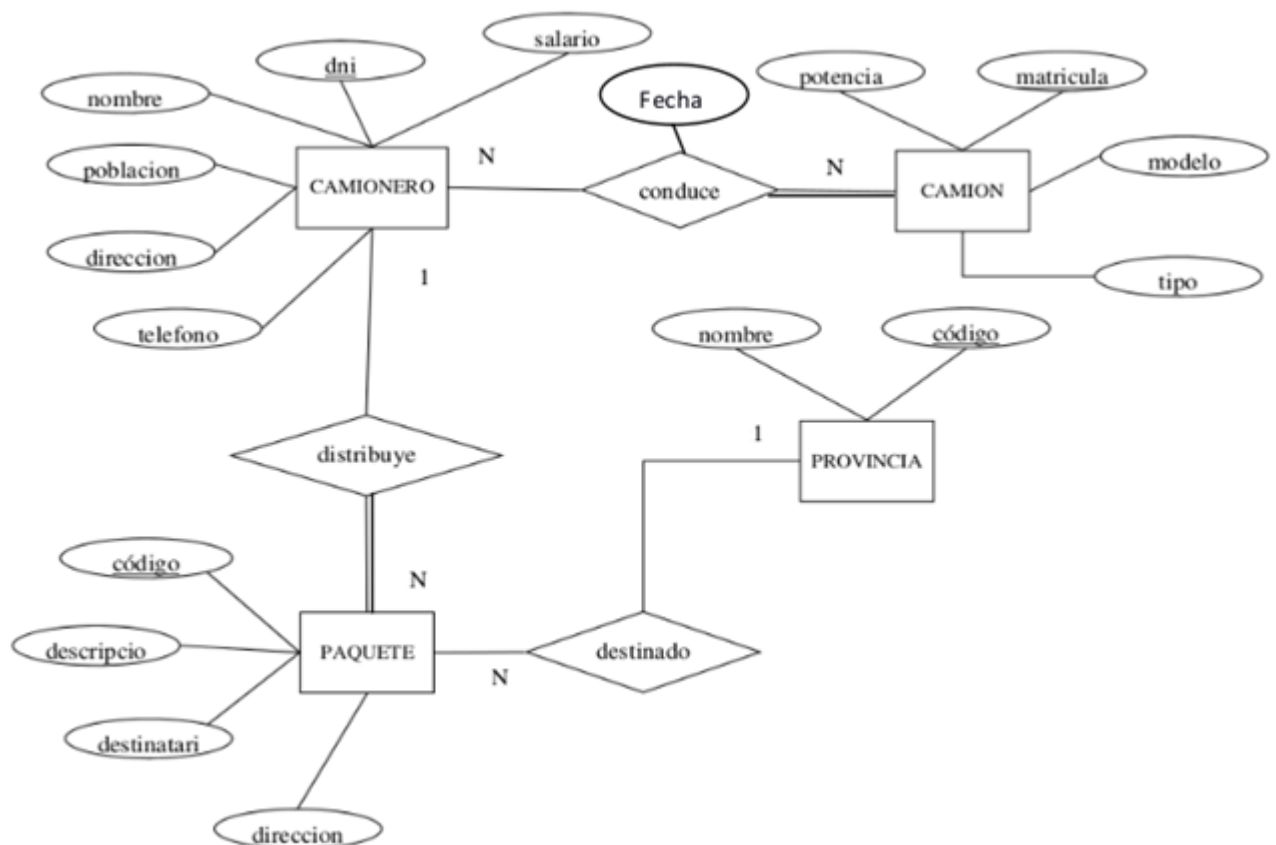 salario
dni
nombre
Fecha
potencia
matricula
poblacion
N
N
modelo
CAMIONERO
conduce
CAMION
direccion
1
tipo
telefono
nombre
código
1
distribuye
PROVINCIA
código
N
descripcio
PAQUETE
destinado
N
destinatari
direccion